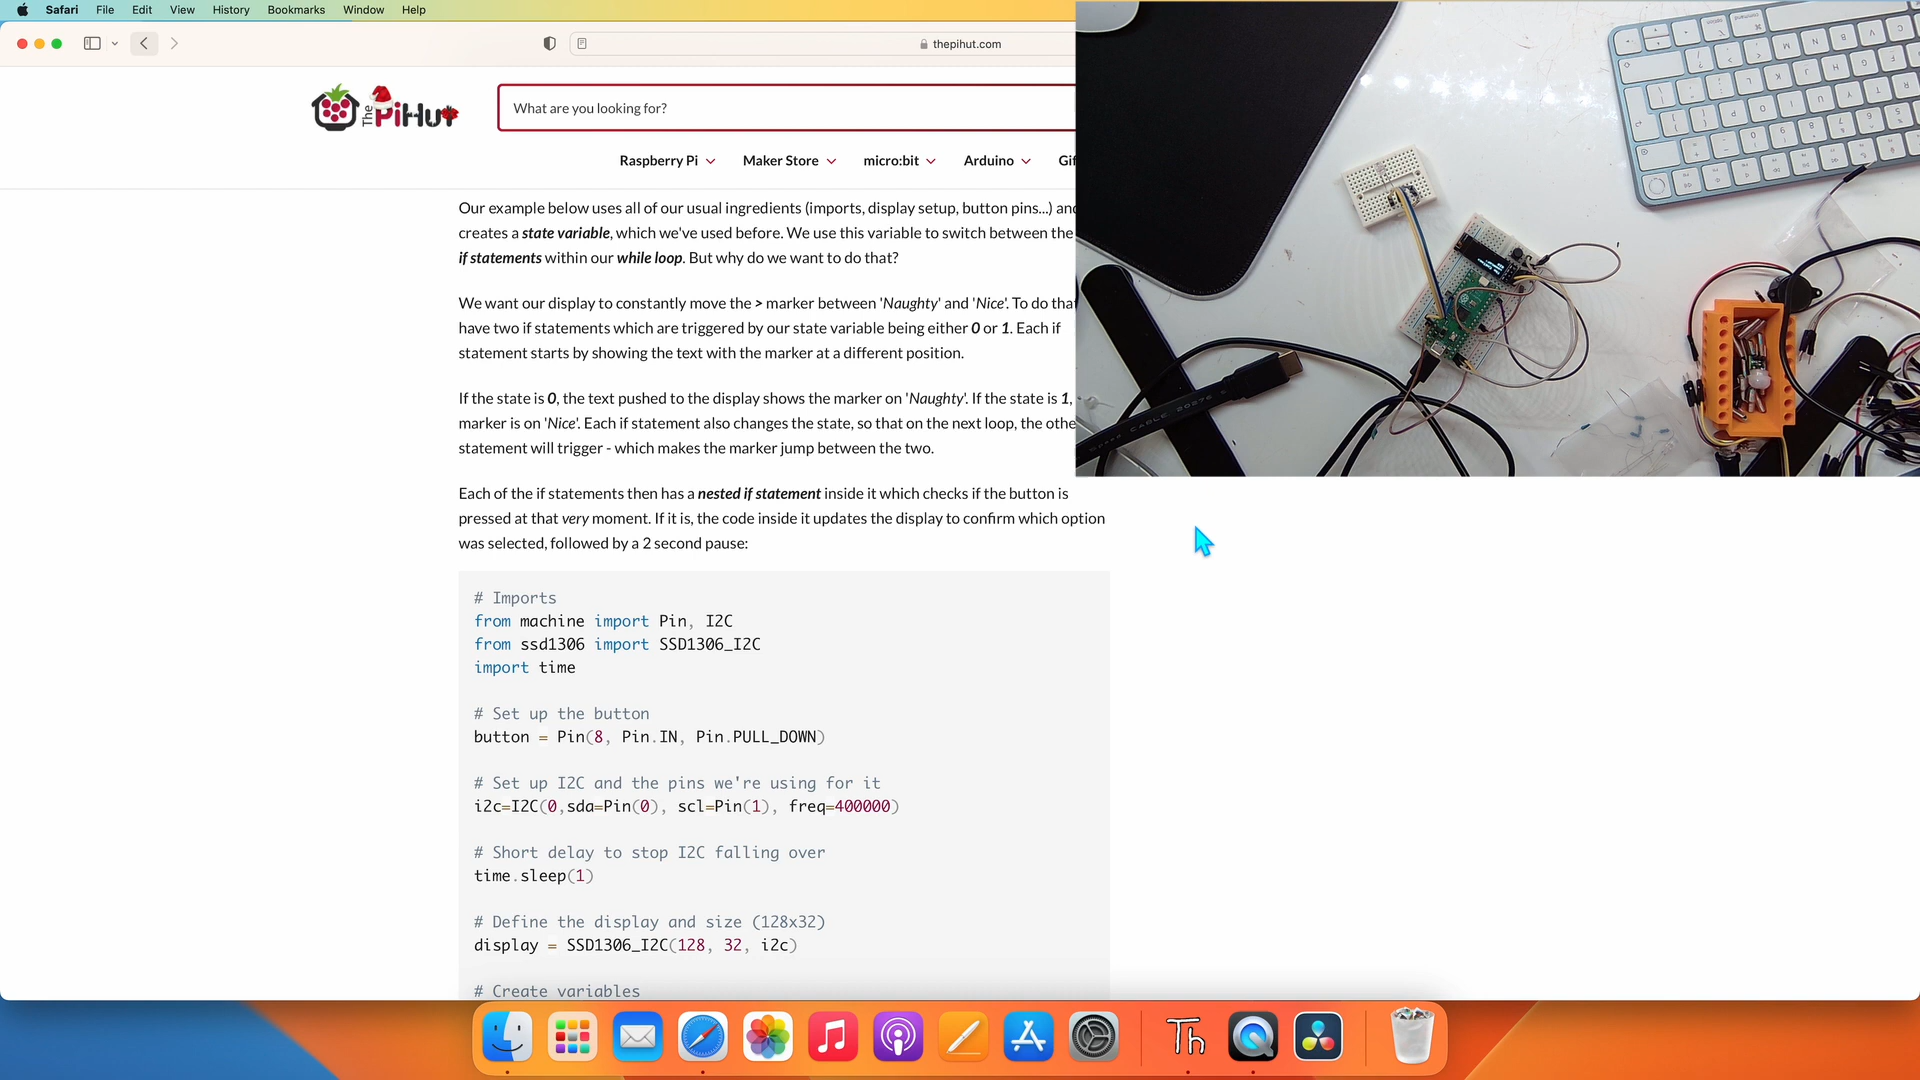 Safari File Edit View History Bookmarks Window Help
thepihut.com
The PiHut
What are you looking for?
Raspberry Pi Maker Store micro:bit Arduino Gif
Our example below uses all of our usual ingredients (imports, display setup, button pins...) and
creates a state variable, which we've used before. We use this variable to switch between the
if statements within our while loop. But why do we want to do that?
We want our display to constantly move the > marker between 'Naughty' and 'Nice'. To do that
have two if statements which are triggered by our state variable being either 0 or 1. Each if
statement starts by showing the text with the marker at a different position.
If the state is 0, the text pushed to the display shows the marker on 'Naughty'. If the state is 1,
marker is on 'Nice'. Each if statement also changes the state, so that on the next loop, the othe
statement will trigger - which makes the marker jump between the two.
Each of the if statements then has a nested if statement inside it which checks if the button is
pressed at that very moment. If it is, the code inside it updates the display to confirm which option
was selected, followed by a 2 second pause:
# Imports
from machine import Pin, I2C
from ssd1306 import SSD1306_I2C
import time
# Set up the button
button = Pin(8, Pin.IN, Pin.PULL_DOWN)
# Set up I2C and the pins we're using for it
i2c=I2C(0,sda=Pin(0), scl=Pin(1), freq=400000)
# Short delay to stop I2C falling over
time.sleep(1)
# Define the display and size (128x32)
display = SSD1306_I2C(128, 32, i2c)
# Create variables
Th